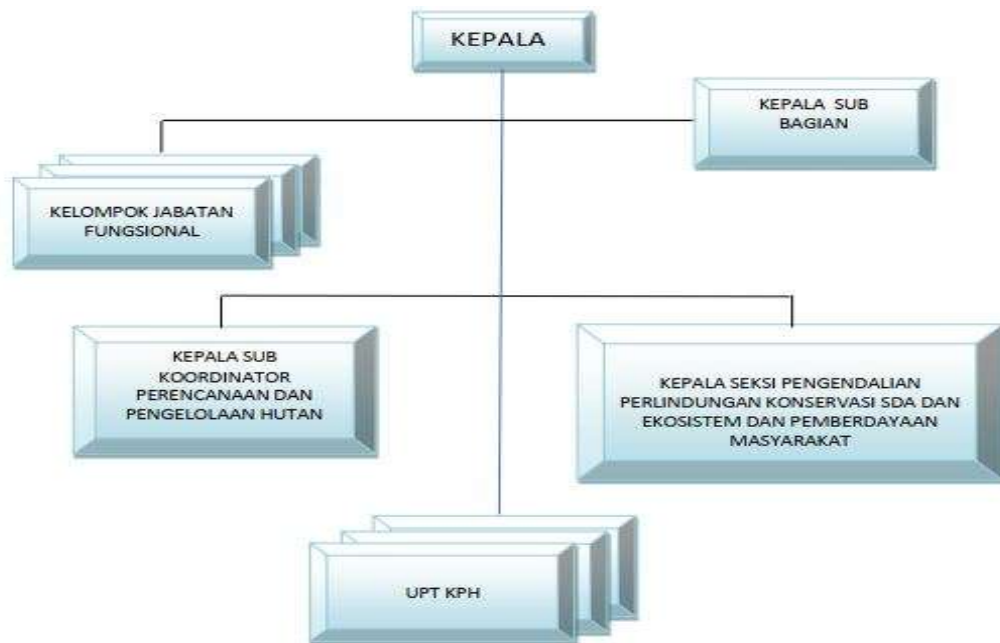 KEPALA
KEPALA SUB
BAGIAN
KELOMPOK JABATAN
FUNGSIONAL
KEPALA SUB
KOORDINATOR
PERENCANAAN DAN
PENGELOLAAN HUTAN
KEPALA SEKSI PENGENDALIAN
PERLINDUNGAN KONSERVASI SDA DAN
EKOSISTEM DAN PEMBERDAYAAN
MASYARAKAT
UPT KPH